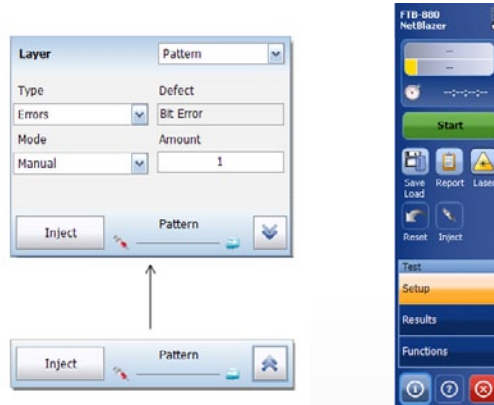 Layer
Pattern
Type
Defect
Errors
Bit Error
Mode
Amount
Manual
1
Inject
Pattern
Inject
Pattern
FTB-880
NetBlazer
--
--
--:--:--
Start
Save
Load
Report
Laser
Reset
Inject
Test
Setup
Results
Functions